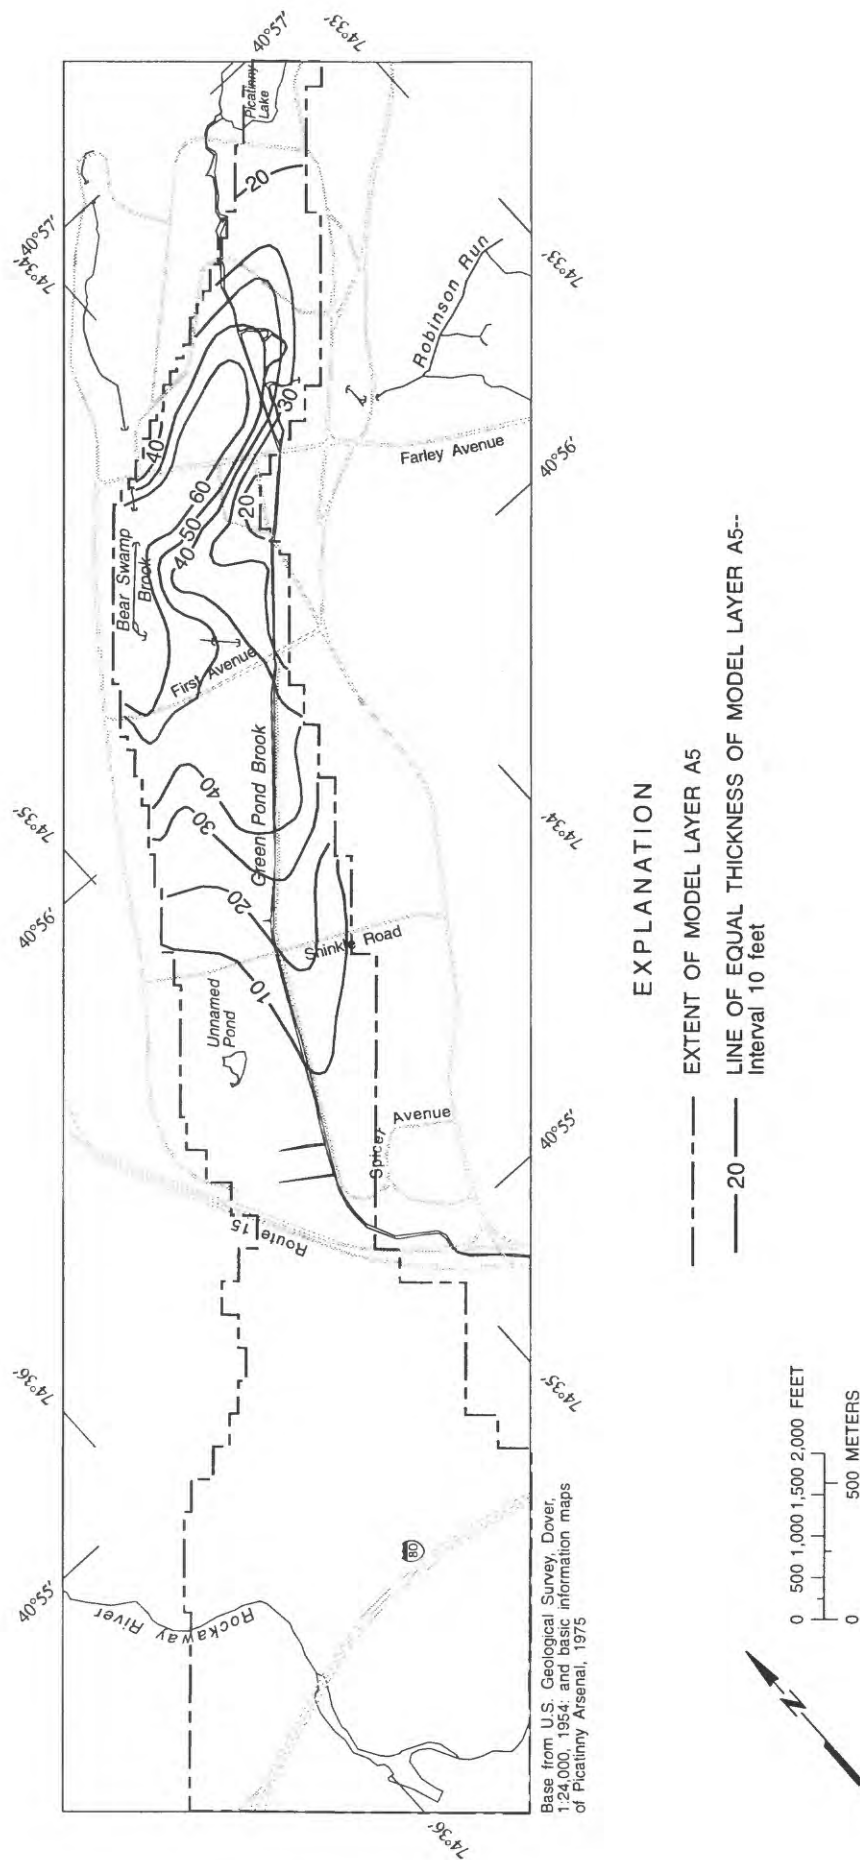 40°57'
74°33'
Picatinny
Lake
20
40°57'
74°34'
74°33'
Robinson Run
40
30
60
50
40
20
Farley Avenue
40°56'
Bear Swamp
Brook
First Avenue
Green Pond Brook
40
30
20
10
74°35'
40°56'
74°34'
Shinkle Road
Unnamed
Pond
Spicer Avenue
40°55'
Route 15
74°36'
74°35'
80
40°55'
Rockaway River
74°36'
Base from U.S. Geological Survey, Dover,
1:24,000, 1954: and basic information maps
of Picatinny Arsenal, 1975
EXPLANATION
EXTENT OF MODEL LAYER A5
20 LINE OF EQUAL THICKNESS OF MODEL LAYER A5--
Interval 10 feet
0 500 1,000 1,500 2,000 FEET
0 500 METERS
N